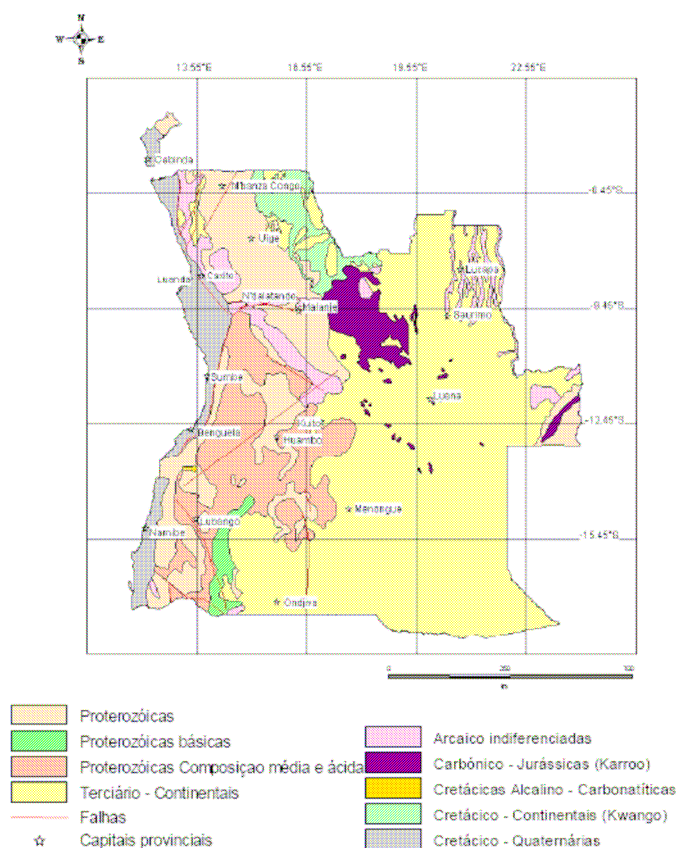 N
W E
S
13.55°E 16.55°E 19.55°E 22.55°E
Cabinda
M'banza Congo
-6.45°S
Uige
Caxito
Lucapa
Luanda
N'dalatando
Malanje
-9.45°S
Saurimo
Sumbe
Luena
Kuito
-12.45°S
Benguela
Huambo
Menongue
Lubango
Namibe
-15.45°S
Ondjiva
0
Proterozóicas
Proterozóicas básicas
Proterozóicas Composiçao média e ácida
Terciário - Continentais
Falhas
Capitais provinciais
Arcaico indiferenciadas
Carbónico - Jurássicas (Karroo)
Cretácicas Alcalino - Carbonatíticas
Cretácico - Continentais (Kwango)
Cretácico - Quaternárias